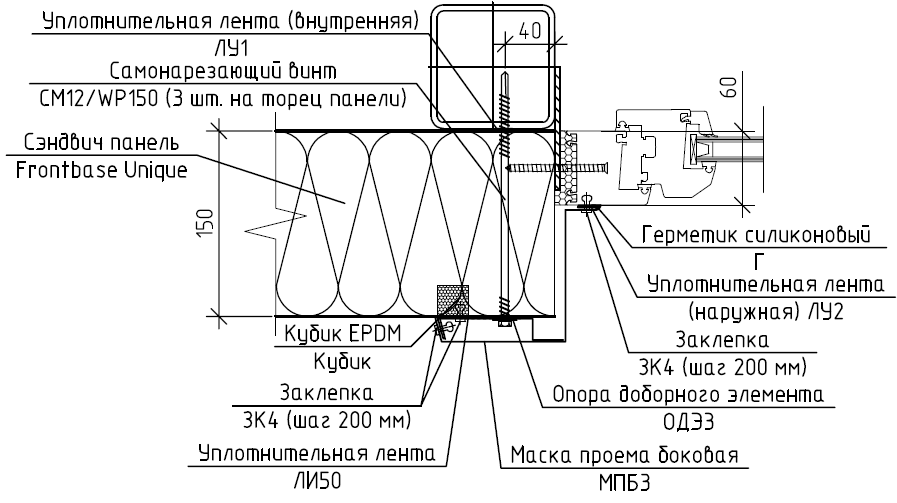 Уплотнительная лента (внутренняя)
ЛУ1
Самонарезающий винт
СМ12/WP150 (3 шт. на торец панели)
Сэндвич панель
Frontbase Unique
40
60
150
Герметик силиконовый
Г
Уплотнительная лента
(наружная) ЛУ2
Заклепка
ЗК4 (шаг 200 мм)
Кубик EPDM
Кубик
Заклепка
ЗК4 (шаг 200 мм)
Опора доборного элемента
ОДЭ3
Уплотнительная лента
ЛИ50
Маска проема боковая
МПБ3